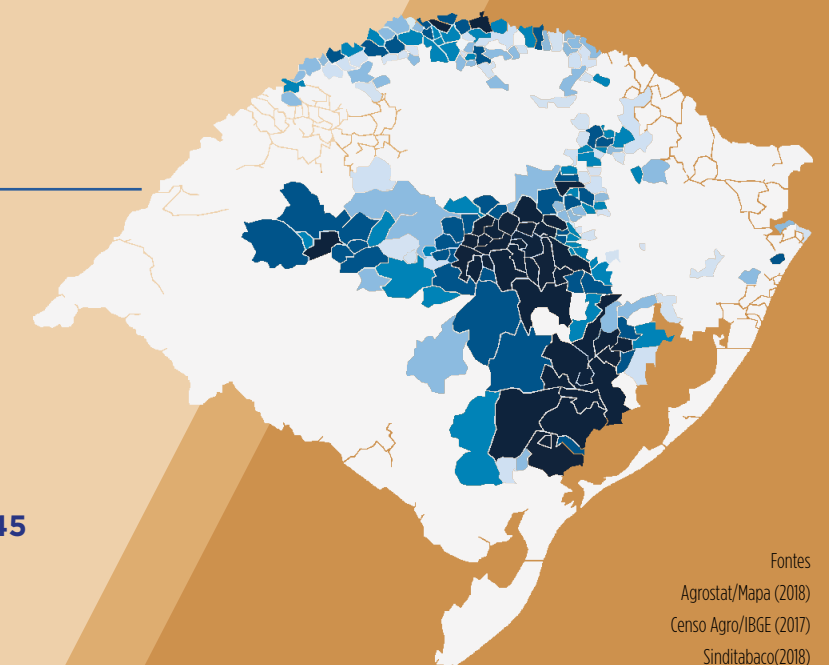 45
Fontes
Agrostat/Mapa (2018)
Censo Agro/IBGE (2017)
Sinditabaco(2018)